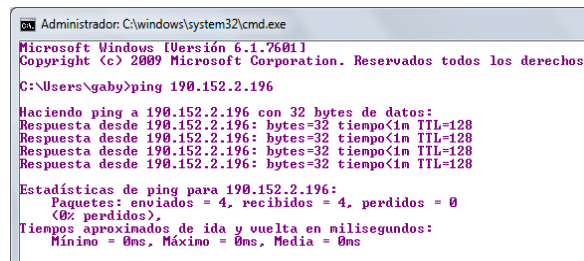 Administrador: C:\windows\system32\cmd.exe
Microsoft Windows [Versión 6.1.7601]
Copyright (c) 2009 Microsoft Corporation. Reservados todos los derechos
C:\Users\gaby>ping 190.152.2.196
Haciendo ping a 190.152.2.196 con 32 bytes de datos:
Respuesta desde 190.152.2.196: bytes=32 tiempo<1m TTL=128
Respuesta desde 190.152.2.196: bytes=32 tiempo<1m TTL=128
Respuesta desde 190.152.2.196: bytes=32 tiempo<1m TTL=128
Respuesta desde 190.152.2.196: bytes=32 tiempo<1m TTL=128
Estadísticas de ping para 190.152.2.196:
Paquetes: enviados = 4, recibidos = 4, perdidos = 0
(0% perdidos),
Tiempos aproximados de ida y vuelta en milisegundos:
Mínimo = 0ms, Máximo = 0ms, Media = 0ms